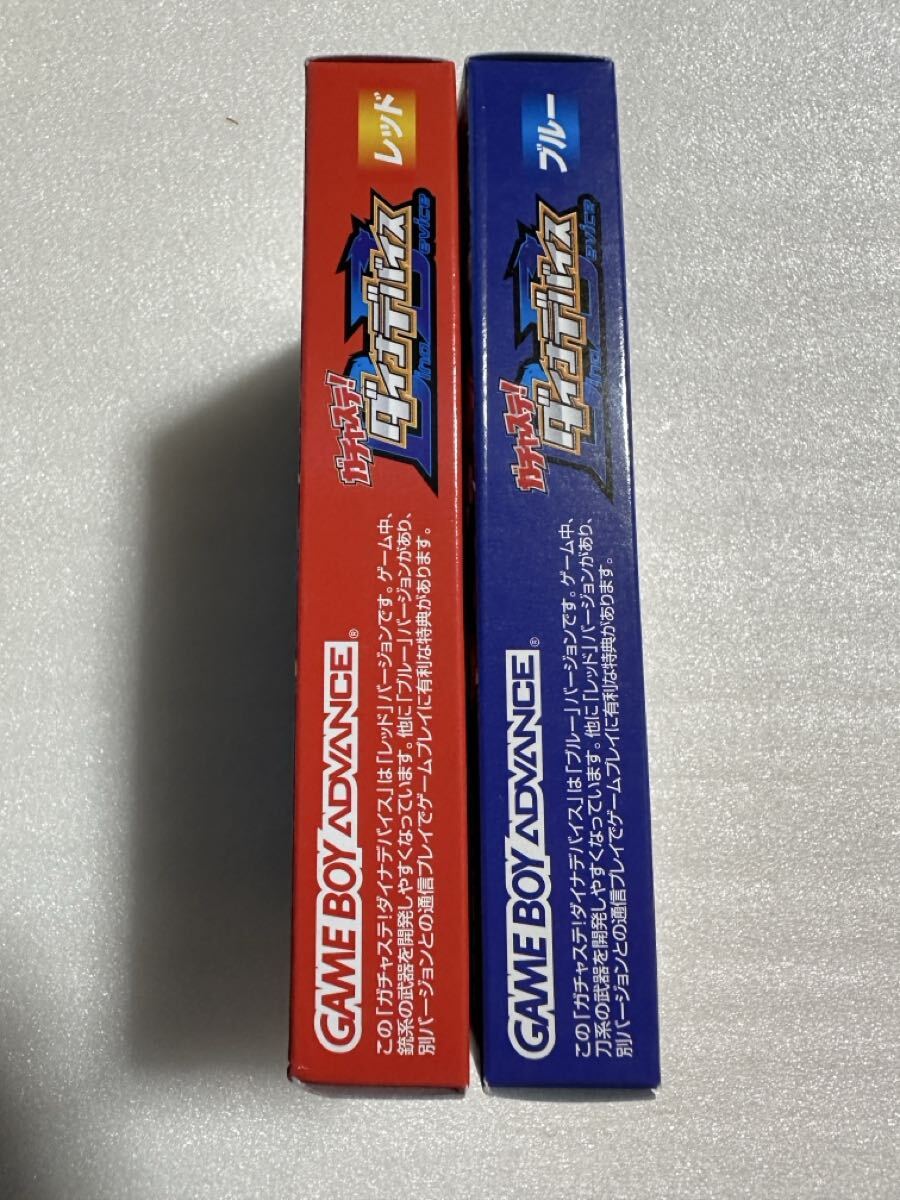 GAME BOY ADVANCE®
この「ガチャステ!ダイナデバイス」は「レッド」バージョンです。ゲーム中、
銃系の武器を開発しやすくなっています。他に「ブルー」バージョンがあり、
別バージョンとの通信プレイでゲームプレイに有利な特典があります。
ガチャステ!
ダイナデバイス
Dino Device
レッド
GAME BOY ADVANCE®
この「ガチャステ!ダイナデバイス」は「ブルー」バージョンです。ゲーム中、
刀系の武器を開発しやすくなっています。他に「レッド」バージョンがあり、
別バージョンとの通信プレイでゲームプレイに有利な特典があります。
ガチャステ!
ダイナデバイス
Dino Device
ブルー